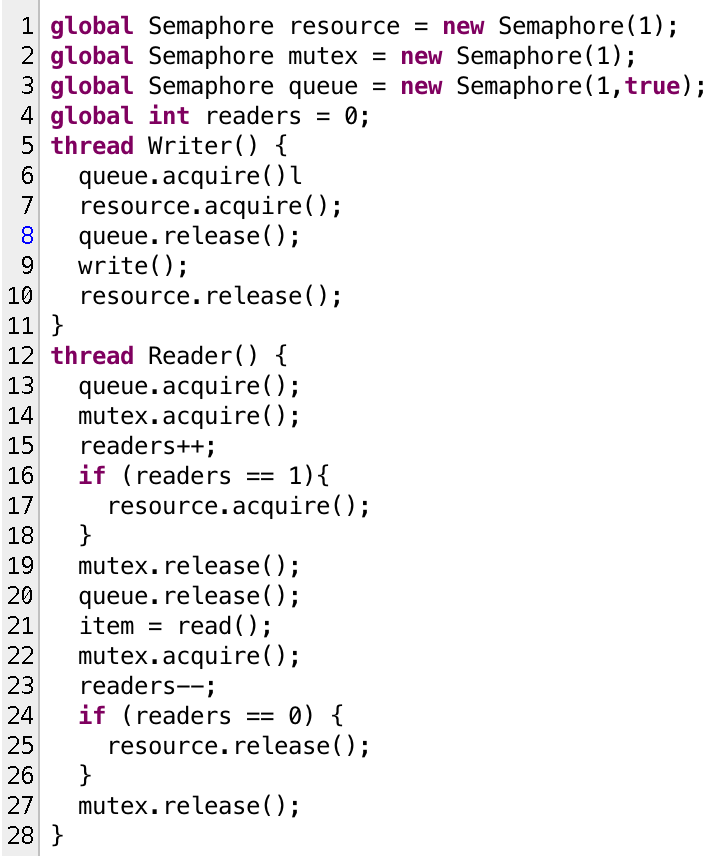 1 global Semaphore resource = new Semaphore(1);
2 global Semaphore mutex = new Semaphore(1);
3 global Semaphore queue = new Semaphore(1,true);
4 global int readers = 0;
5 thread Writer() {
6   queue.acquire()l
7   resource.acquire();
8   queue.release();
9   write();
10   resource.release();
11 }
12 thread Reader() {
13   queue.acquire();
14   mutex.acquire();
15   readers++;
16   if (readers == 1){
17     resource.acquire();
18   }
19   mutex.release();
20   queue.release();
21   item = read();
22   mutex.acquire();
23   readers--;
24   if (readers == 0) {
25     resource.release();
26   }
27   mutex.release();
28 }